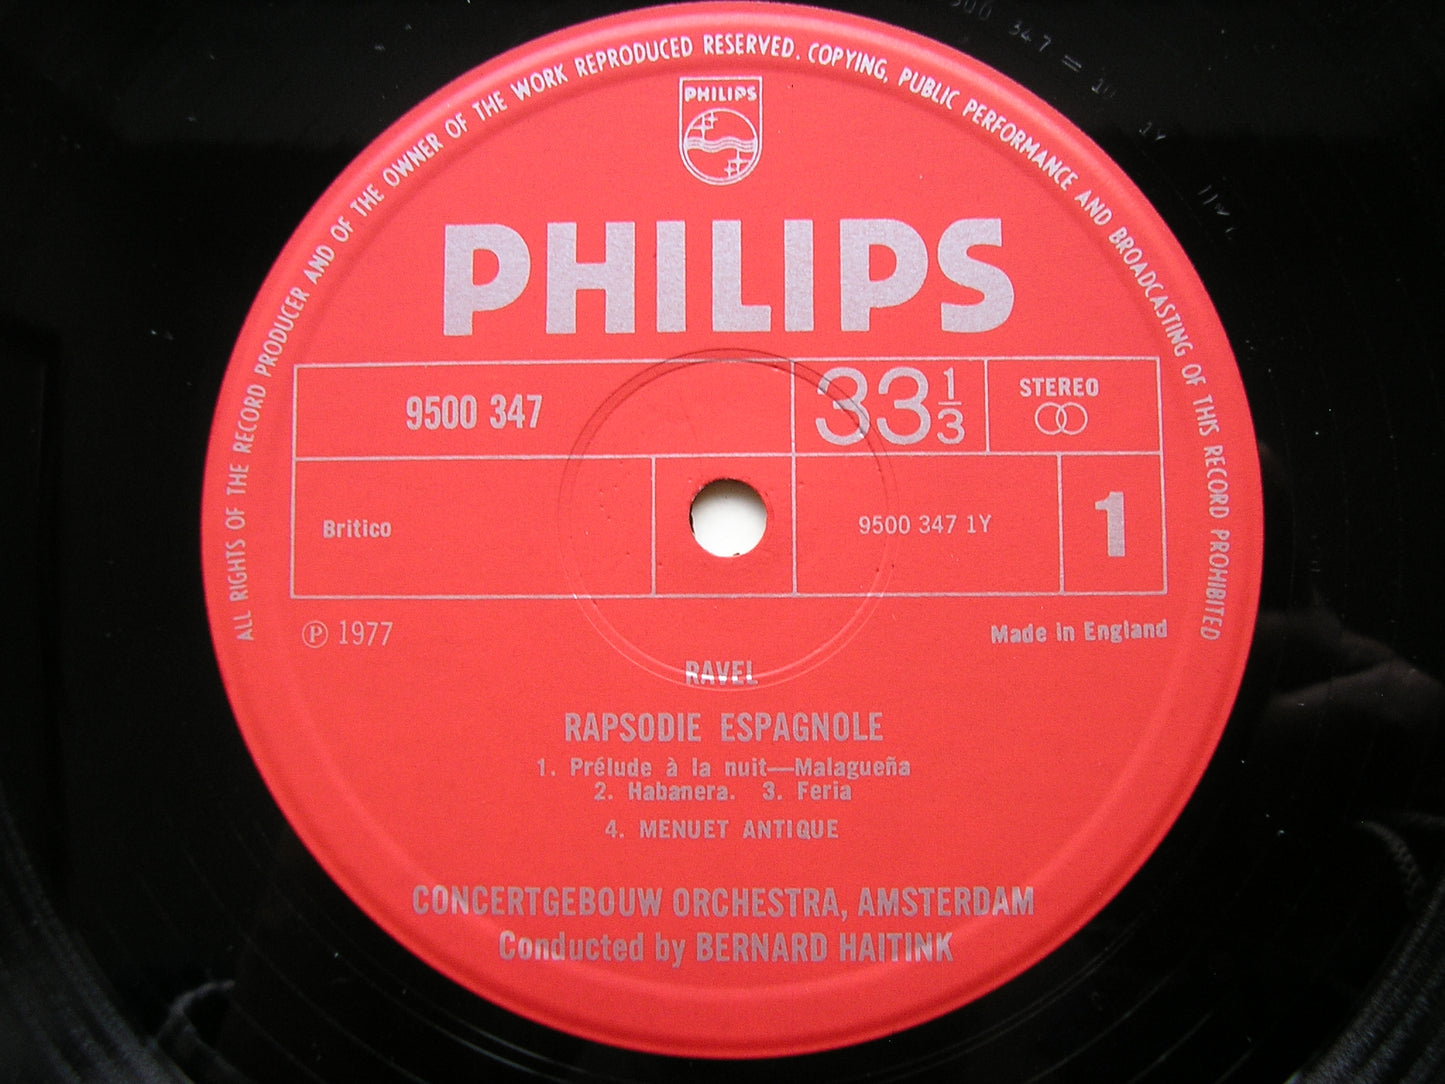 ALL RIGHTS OF THE RECORD PRODUCER AND OF THE OWNER OF THE WORK REPRODUCED RESERVED. COPYING, PUBLIC PERFORMANCE AND BROADCASTING OF THIS RECORD PROHIBITED
PHILIPS
PHILIPS
9500 347
33 1/3
STEREO
Britico
9500 347 1Y
1
Ⓟ 1977
Made in England
RAVEL
RAPSODIE ESPAGNOLE
1. Prélude à la nuit—Malagueña
2. Habanera. 3. Feria
4. MENUET ANTIQUE
CONCERTGEBOUW ORCHESTRA, AMSTERDAM
Conducted by BERNARD HAITINK